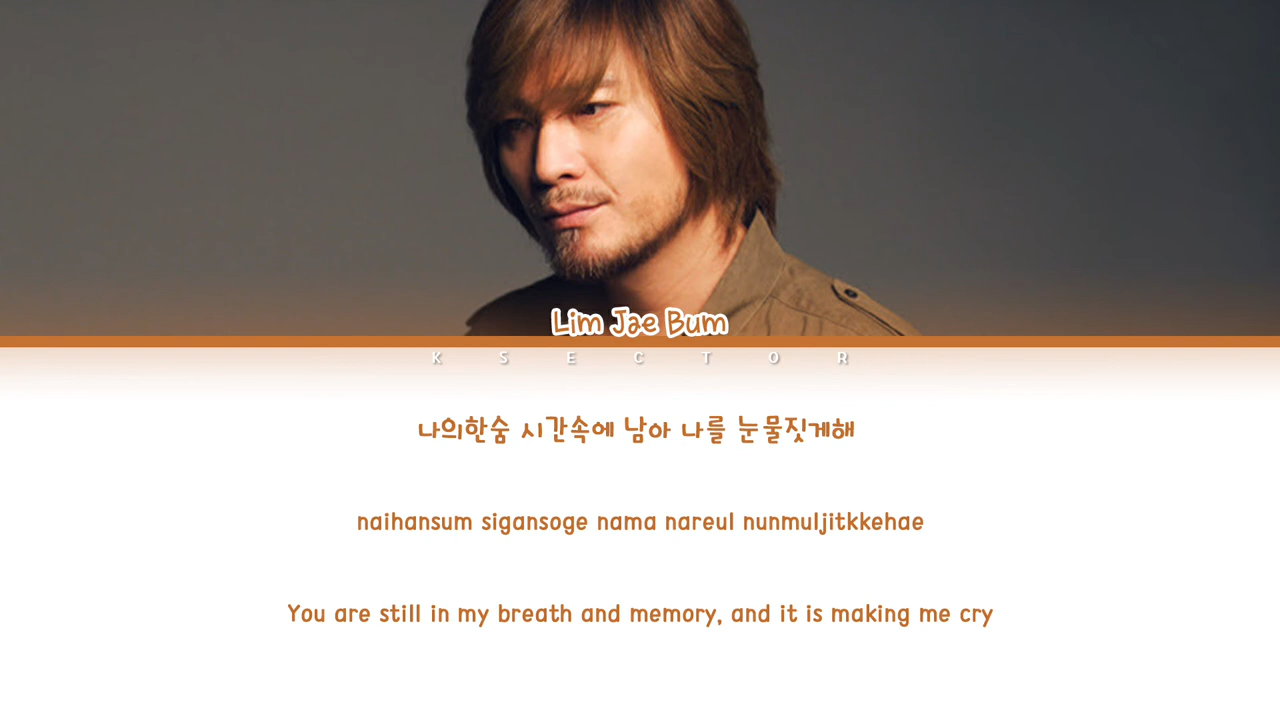 Lim Jae Bum
K S E C T O R
나의한숨 시간속에 남아 나를 눈물짓게해
naihansum sigansoge nama nareul nunmuljitkkehae
You are still in my breath and memory, and it is making me cry